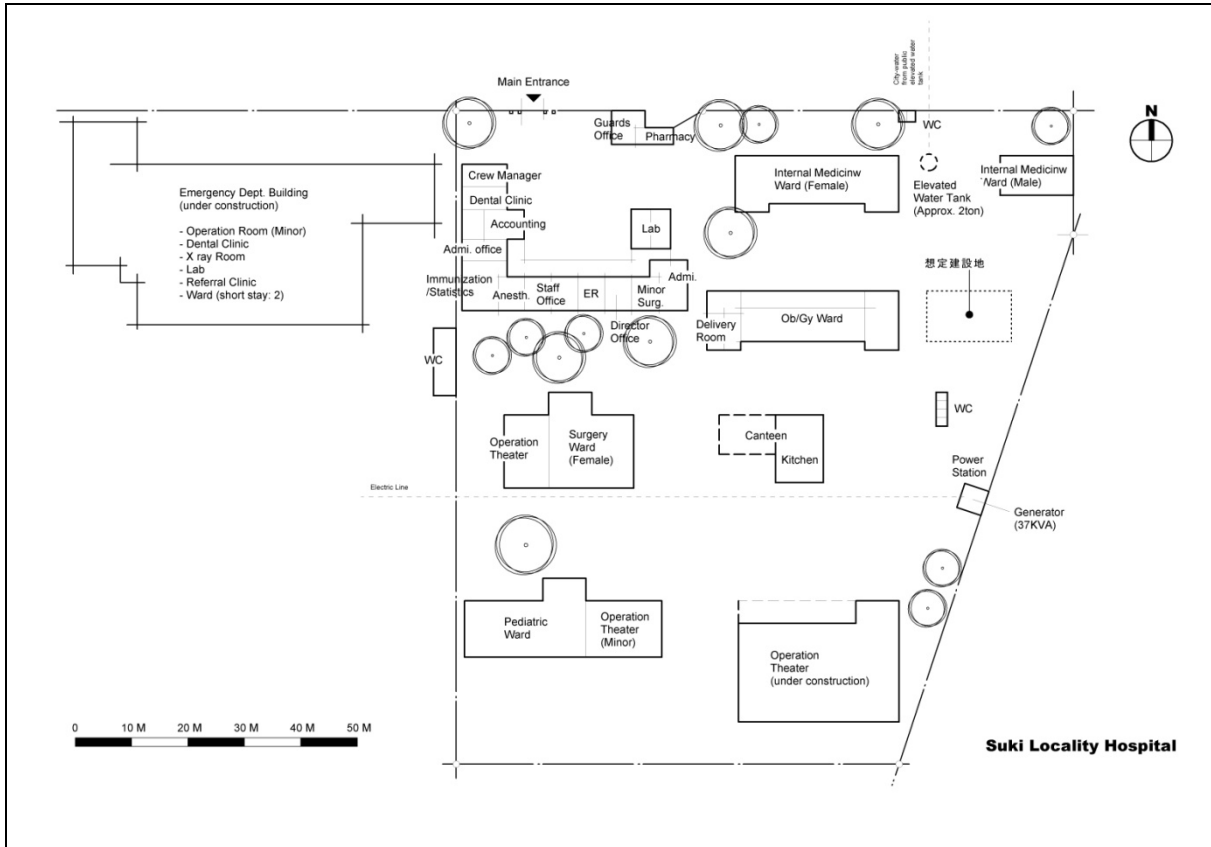 City-water
from public
elevated water
tank
Main Entrance
N
Guards
Office
Pharmacy
WC
Crew Manager
Dental Clinic
Accounting
Admi. office
Immunization
/Statistics
Anesth.
Staff
Office
ER
Director
Office
Minor
Surg.
Admi.
Lab
Internal Medicinw
Ward (Female)
Elevated
Water Tank
(Approx. 2ton)
Internal Medicinw
Ward (Male)
Emergency Dept. Building
(under construction)
- Operation Room (Minor)
- Dental Clinic
- X ray Room
- Lab
- Referral Clinic
- Ward (short stay: 2)
想定建設地
Delivery
Room
Ob/Gy Ward
WC
WC
Operation
Theater
Surgery
Ward
(Female)
Canteen
Kitchen
Power
Station
Electric Line
Generator
(37KVA)
Pediatric
Ward
Operation
Theater
(Minor)
Operation
Theater
(under construction)
0 10 M 20 M 30 M 40 M 50 M
Suki Locality Hospital